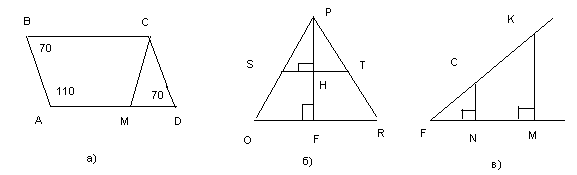 B C
70
110 70
A M D
а)
P
S T
H
O F R
б)
K
C
F N M
в)